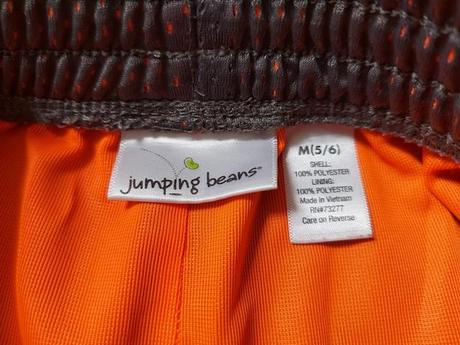 jumping beans
M(5/6)
SHELL:
100% POLYESTER
LINING:
100% POLYESTER
Made in Vietnam
RN#73277
Care on Reverse